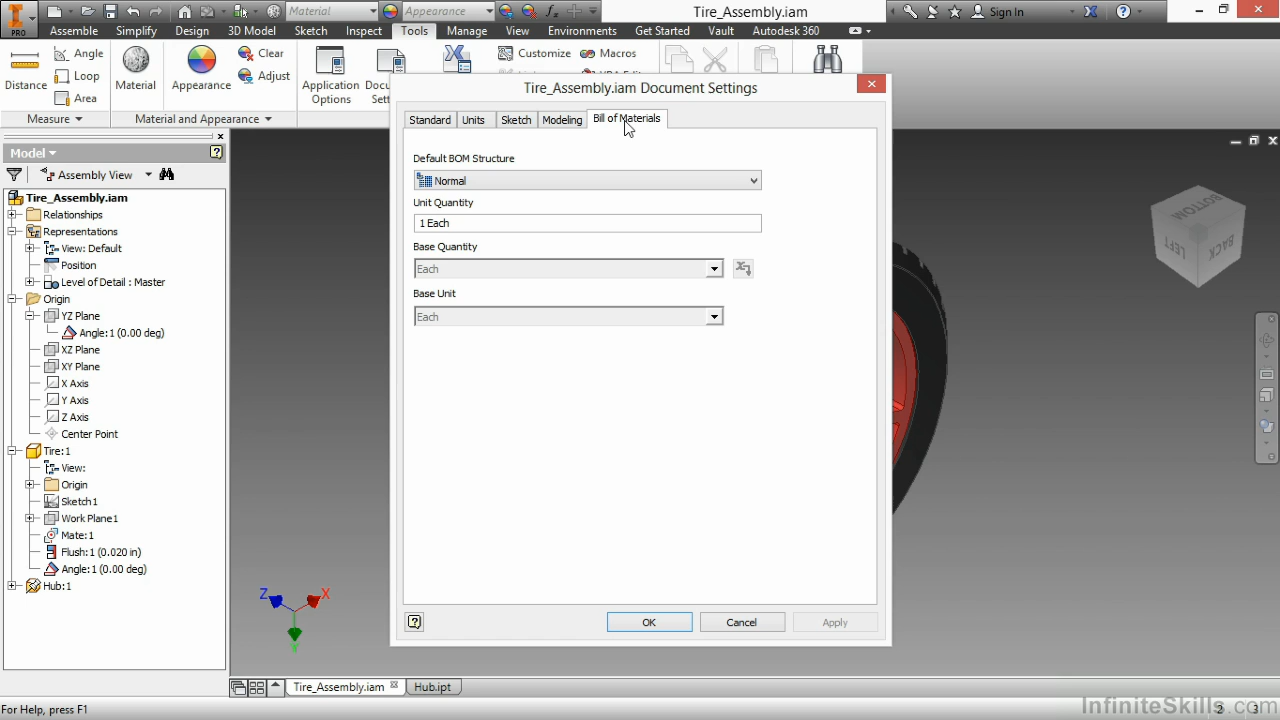 Material
Appearance
Tire_Assembly.iam
Sign In
PRO
Assemble
Simplify
Design
3D Model
Sketch
Inspect
Tools
Manage
View
Environments
Get Started
Vault
Autodesk 360
Distance
Angle
Loop
Area
Material
Appearance
Clear
Adjust
Application
Options
Customize
Macros
Measure
Material and Appearance
Tire_Assembly.iam Document Settings
Standard
Units
Sketch
Modeling
Bill of Materials
Default BOM Structure
Normal
Unit Quantity
1 Each
Base Quantity
Each
Base Unit
Each
OK
Cancel
Apply
Model
Assembly View
Tire_Assembly.iam
Relationships
Representations
View: Default
Position
Level of Detail : Master
Origin
YZ Plane
Angle:1 (0.00 deg)
XZ Plane
XY Plane
X Axis
Y Axis
Z Axis
Center Point
Tire:1
View:
Origin
Sketch1
Work Plane1
Mate:1
Flush:1 (0.020 in)
Angle:1 (0.00 deg)
Hub:1
BOTTOM
LEFT
BACK
Z
X
Y
Tire_Assembly.iam
Hub.ipt
For Help, press F1
2
3
InfiniteSkills.com